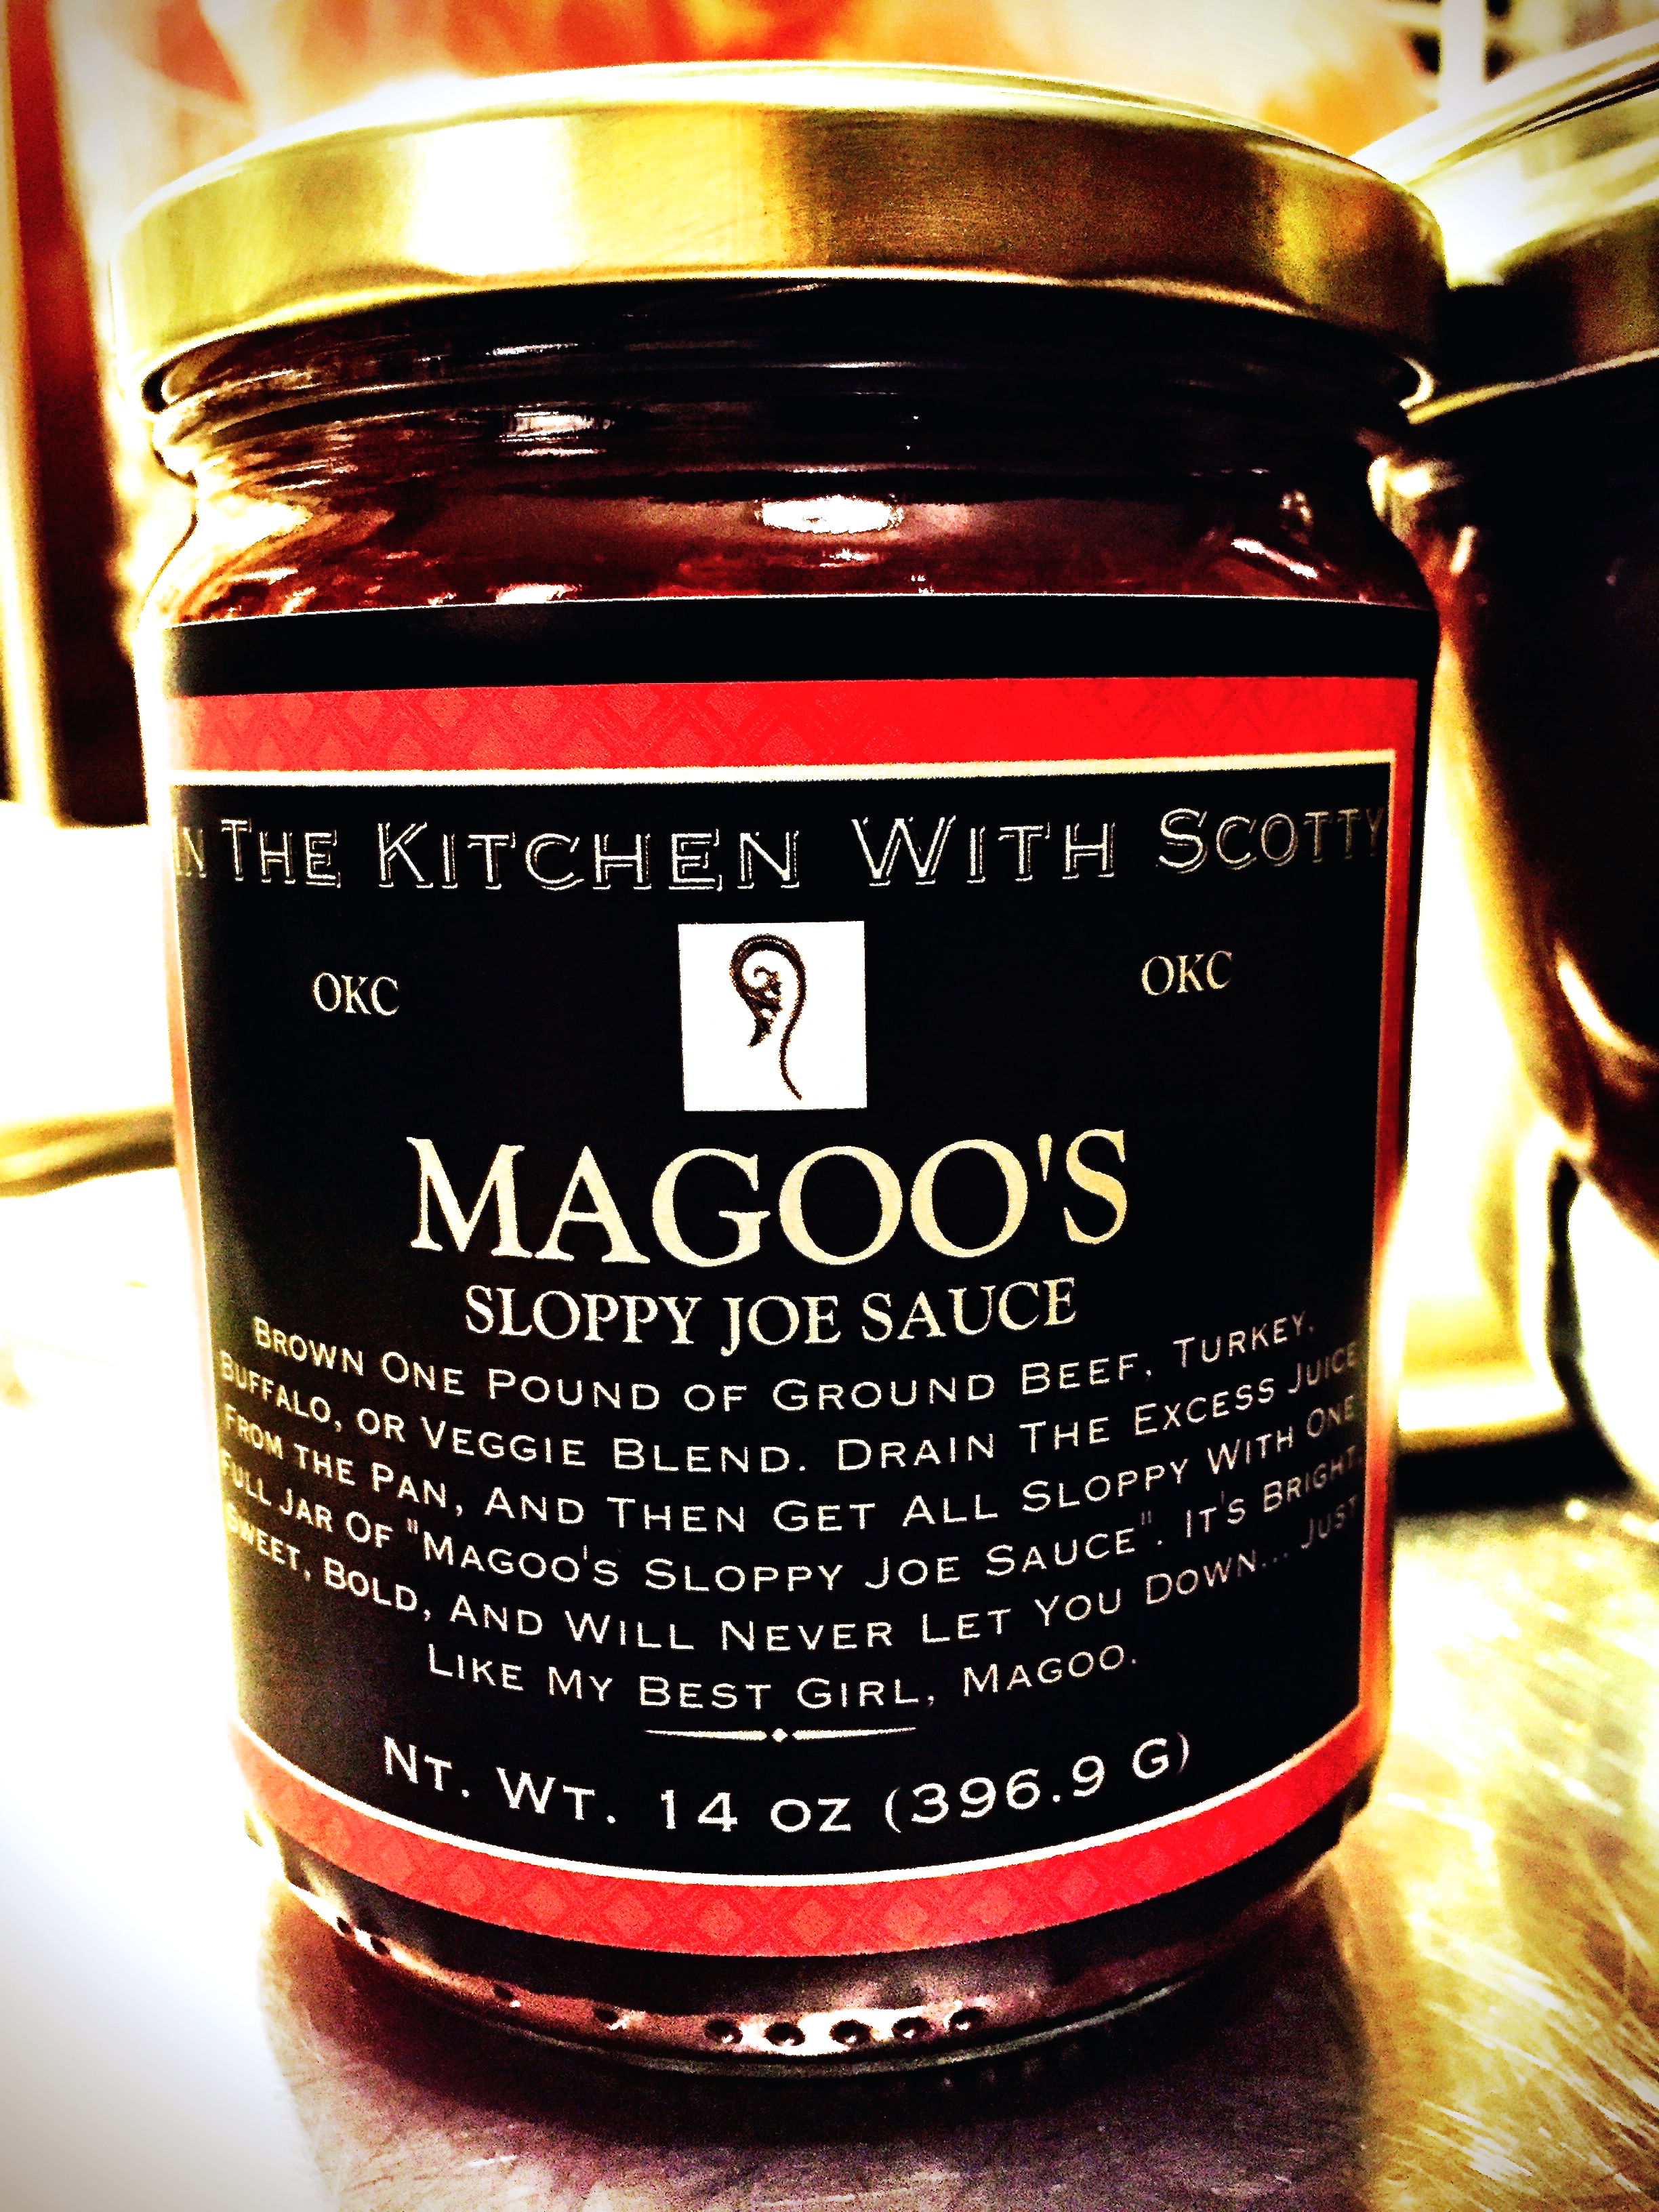 In The Kitchen With Scotty
OKC OKC
MAGOO'S
SLOPPY JOE SAUCE
Brown One Pound of Ground Beef, Turkey,
Buffalo, or Veggie Blend. Drain The Excess Juice
From the Pan, And Then Get All Sloppy With One
Full Jar Of "Magoo's Sloppy Joe Sauce". It's Bright,
Sweet, Bold, And Will Never Let You Down... Just
Like My Best Girl, Magoo.
Nt. Wt. 14 oz (396.9 G)